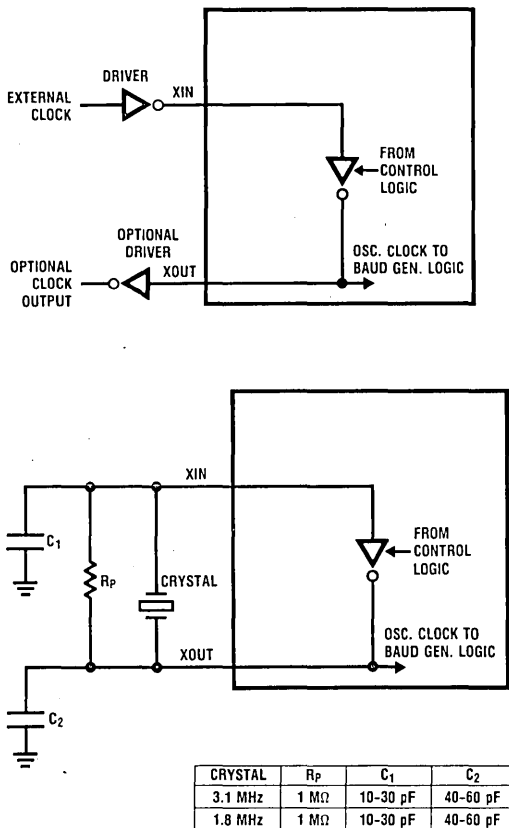 DRIVER
EXTERNAL
CLOCK
XIN
FROM
CONTROL
LOGIC
OPTIONAL
DRIVER
OSC. CLOCK TO
BAUD GEN. LOGIC
OPTIONAL
CLOCK
OUTPUT
XOUT
XIN
C1
RP
CRYSTAL
FROM
CONTROL
LOGIC
OSC. CLOCK TO
BAUD GEN. LOGIC
XOUT
C2
CRYSTAL RP C1 C2
3.1 MHz 1 MΩ 10-30 pF 40-60 pF
1.8 MHz 1 MΩ 10-30 pF 40-60 pF